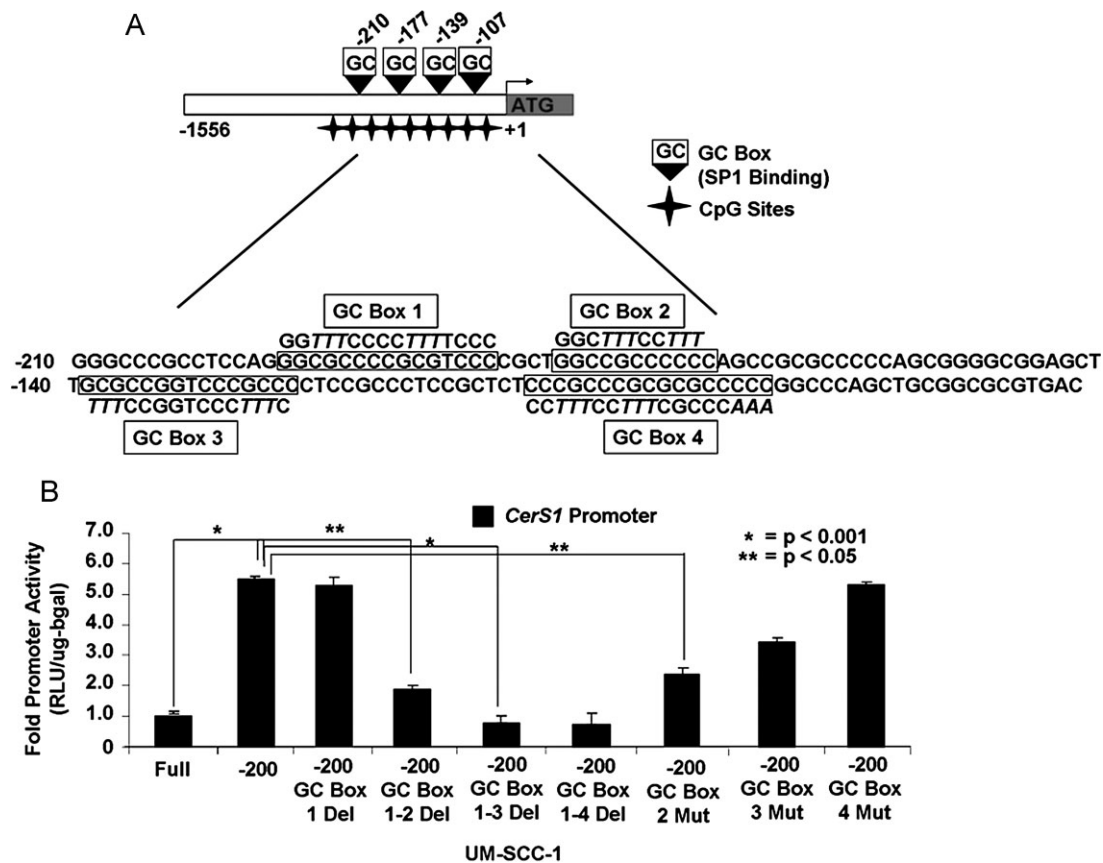 A
-210 -177 -139 -107
GC GC GC GC
ATG
-1556 +1
GC GC Box
(SP1 Binding)
CpG Sites
GC Box 1 GC Box 2
GGTTTCCCCTTTTCCC GGCTTTCCTTT
-210 GGGCCCGCCTCCAGGGCGCCCCGCGTCCCCGCTGGCCGCCCCCCAGCCGCGCCCCCAGCGGGGCGGAGCT
-140 TGCGCCGGTCCCGCCCCTCCGCCCTCCGCTCTCCCGCCCGCGCGCCCCCGGCCCAGCTGCGGCGCGTGAC
TTTCCGGTCCCTTTC CCTTTCCTTTCGCCCAAA
GC Box 3 GC Box 4
B
CerS1 Promoter
* = p < 0.001
** = p < 0.05
* ** * **
Fold Promoter Activity
(RLU/ug-bgal)
7.0
6.0
5.0
4.0
3.0
2.0
1.0
0
Full -200 -200 -200 -200 -200 -200 -200 -200
GC Box GC Box GC Box GC Box GC Box GC Box GC Box
1 Del 1-2 Del 1-3 Del 1-4 Del 2 Mut 3 Mut 4 Mut
UM-SCC-1